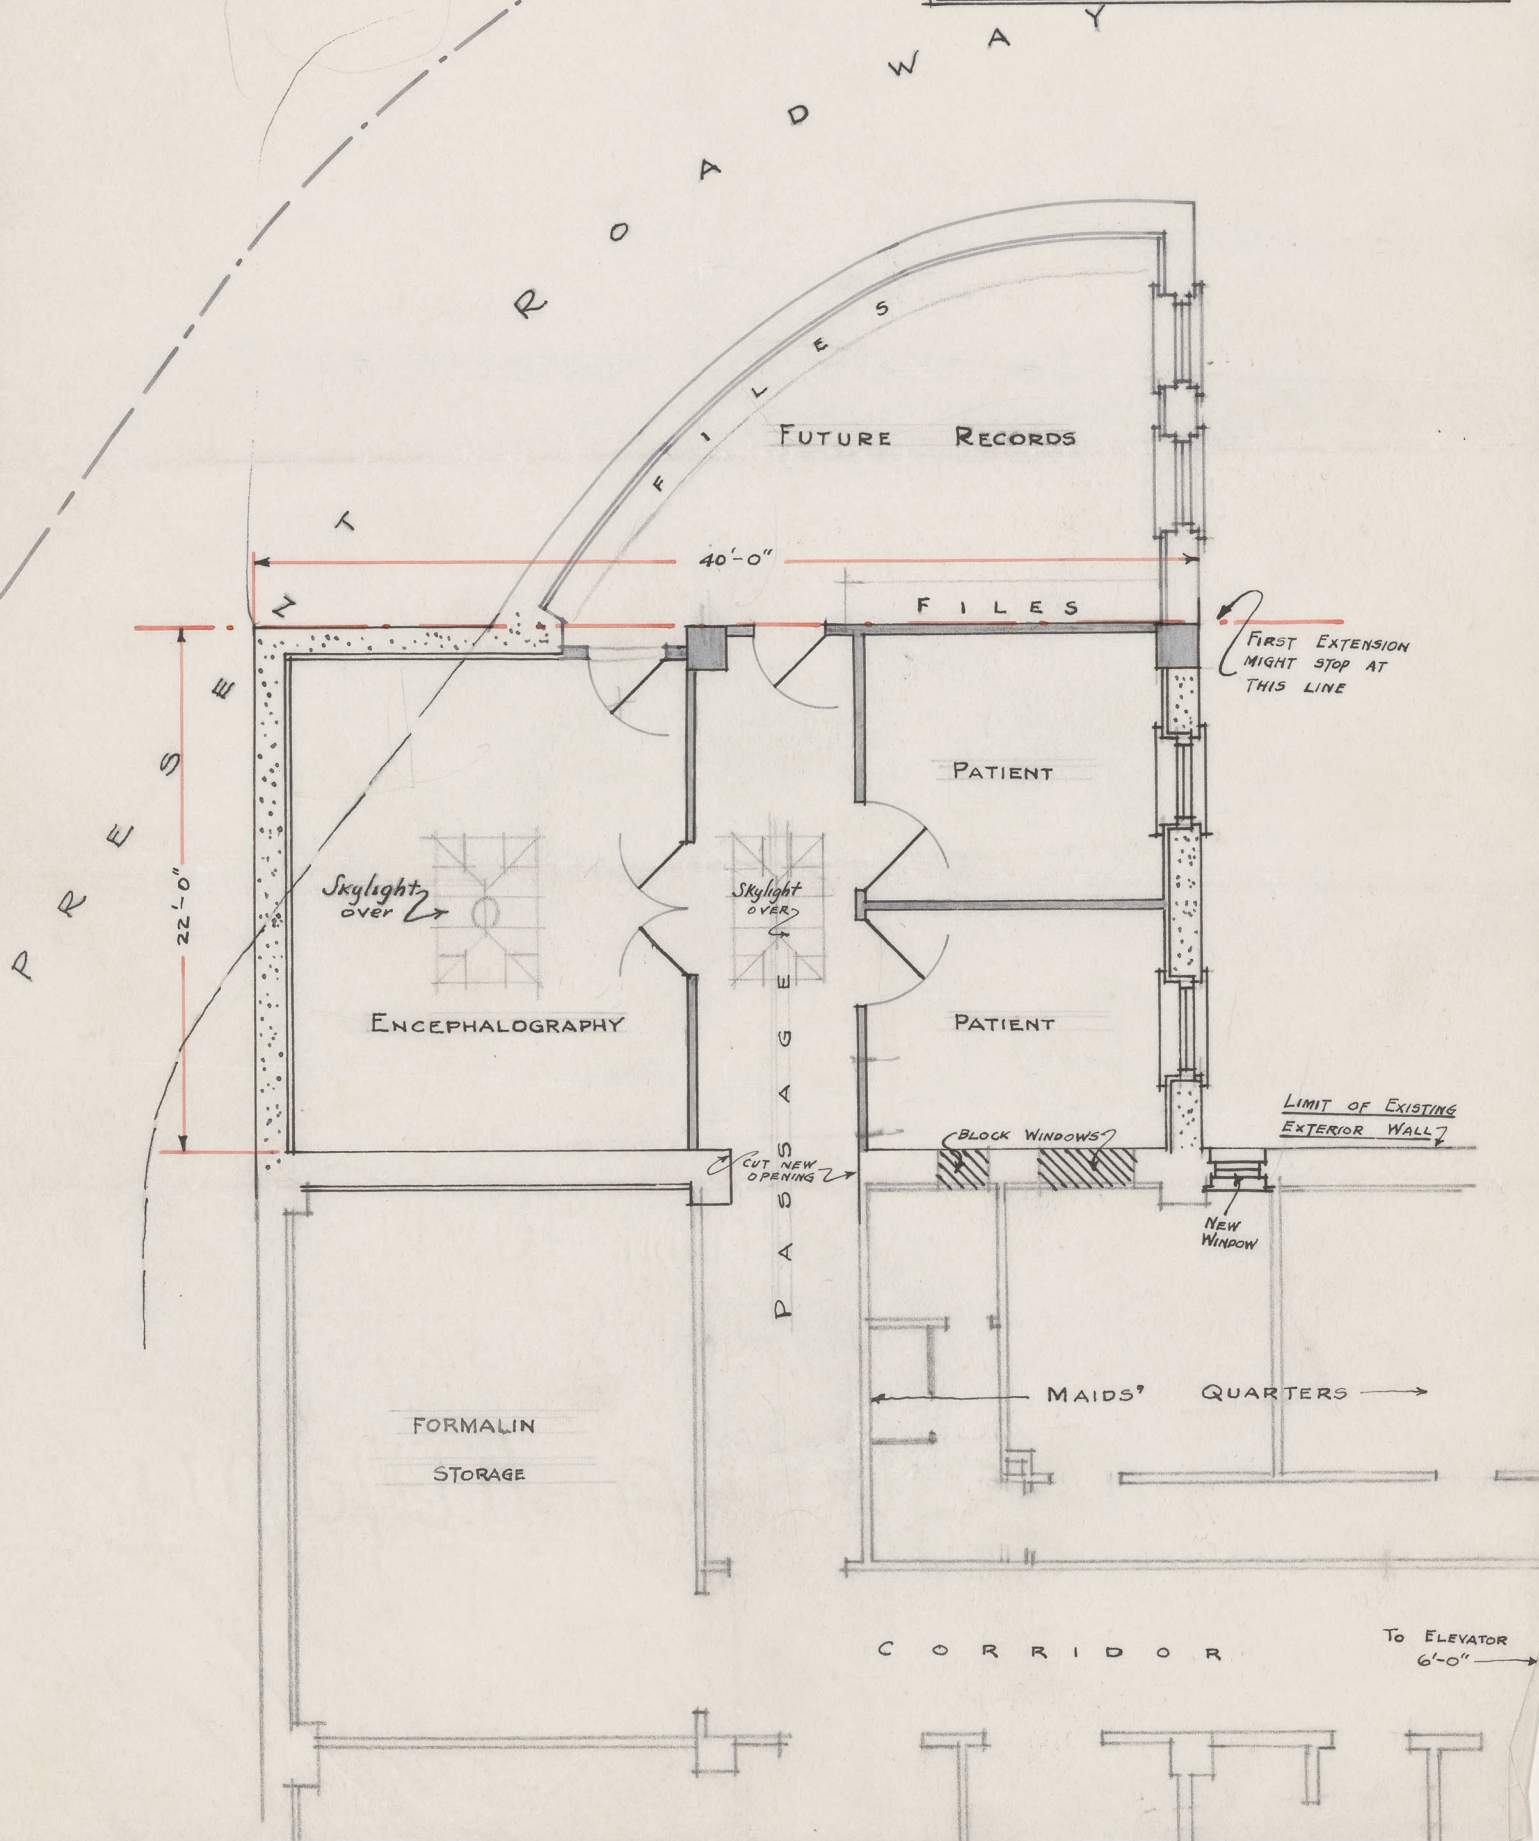 PRESENT ROADWAY
FILES
FUTURE RECORDS
40'-0"
FILES
FIRST EXTENSION
MIGHT STOP AT
THIS LINE
22'-0"
PATIENT
Skylight
over
Skylight
OVER
ENCEPHALOGRAPHY
PATIENT
PASSAGE
LIMIT OF EXISTING
EXTERIOR WALL
BLOCK WINDOWS
CUT NEW
OPENING
NEW
WINDOW
MAIDS' QUARTERS
FORMALIN
STORAGE
CORRIDOR
TO ELEVATOR
6'-0"